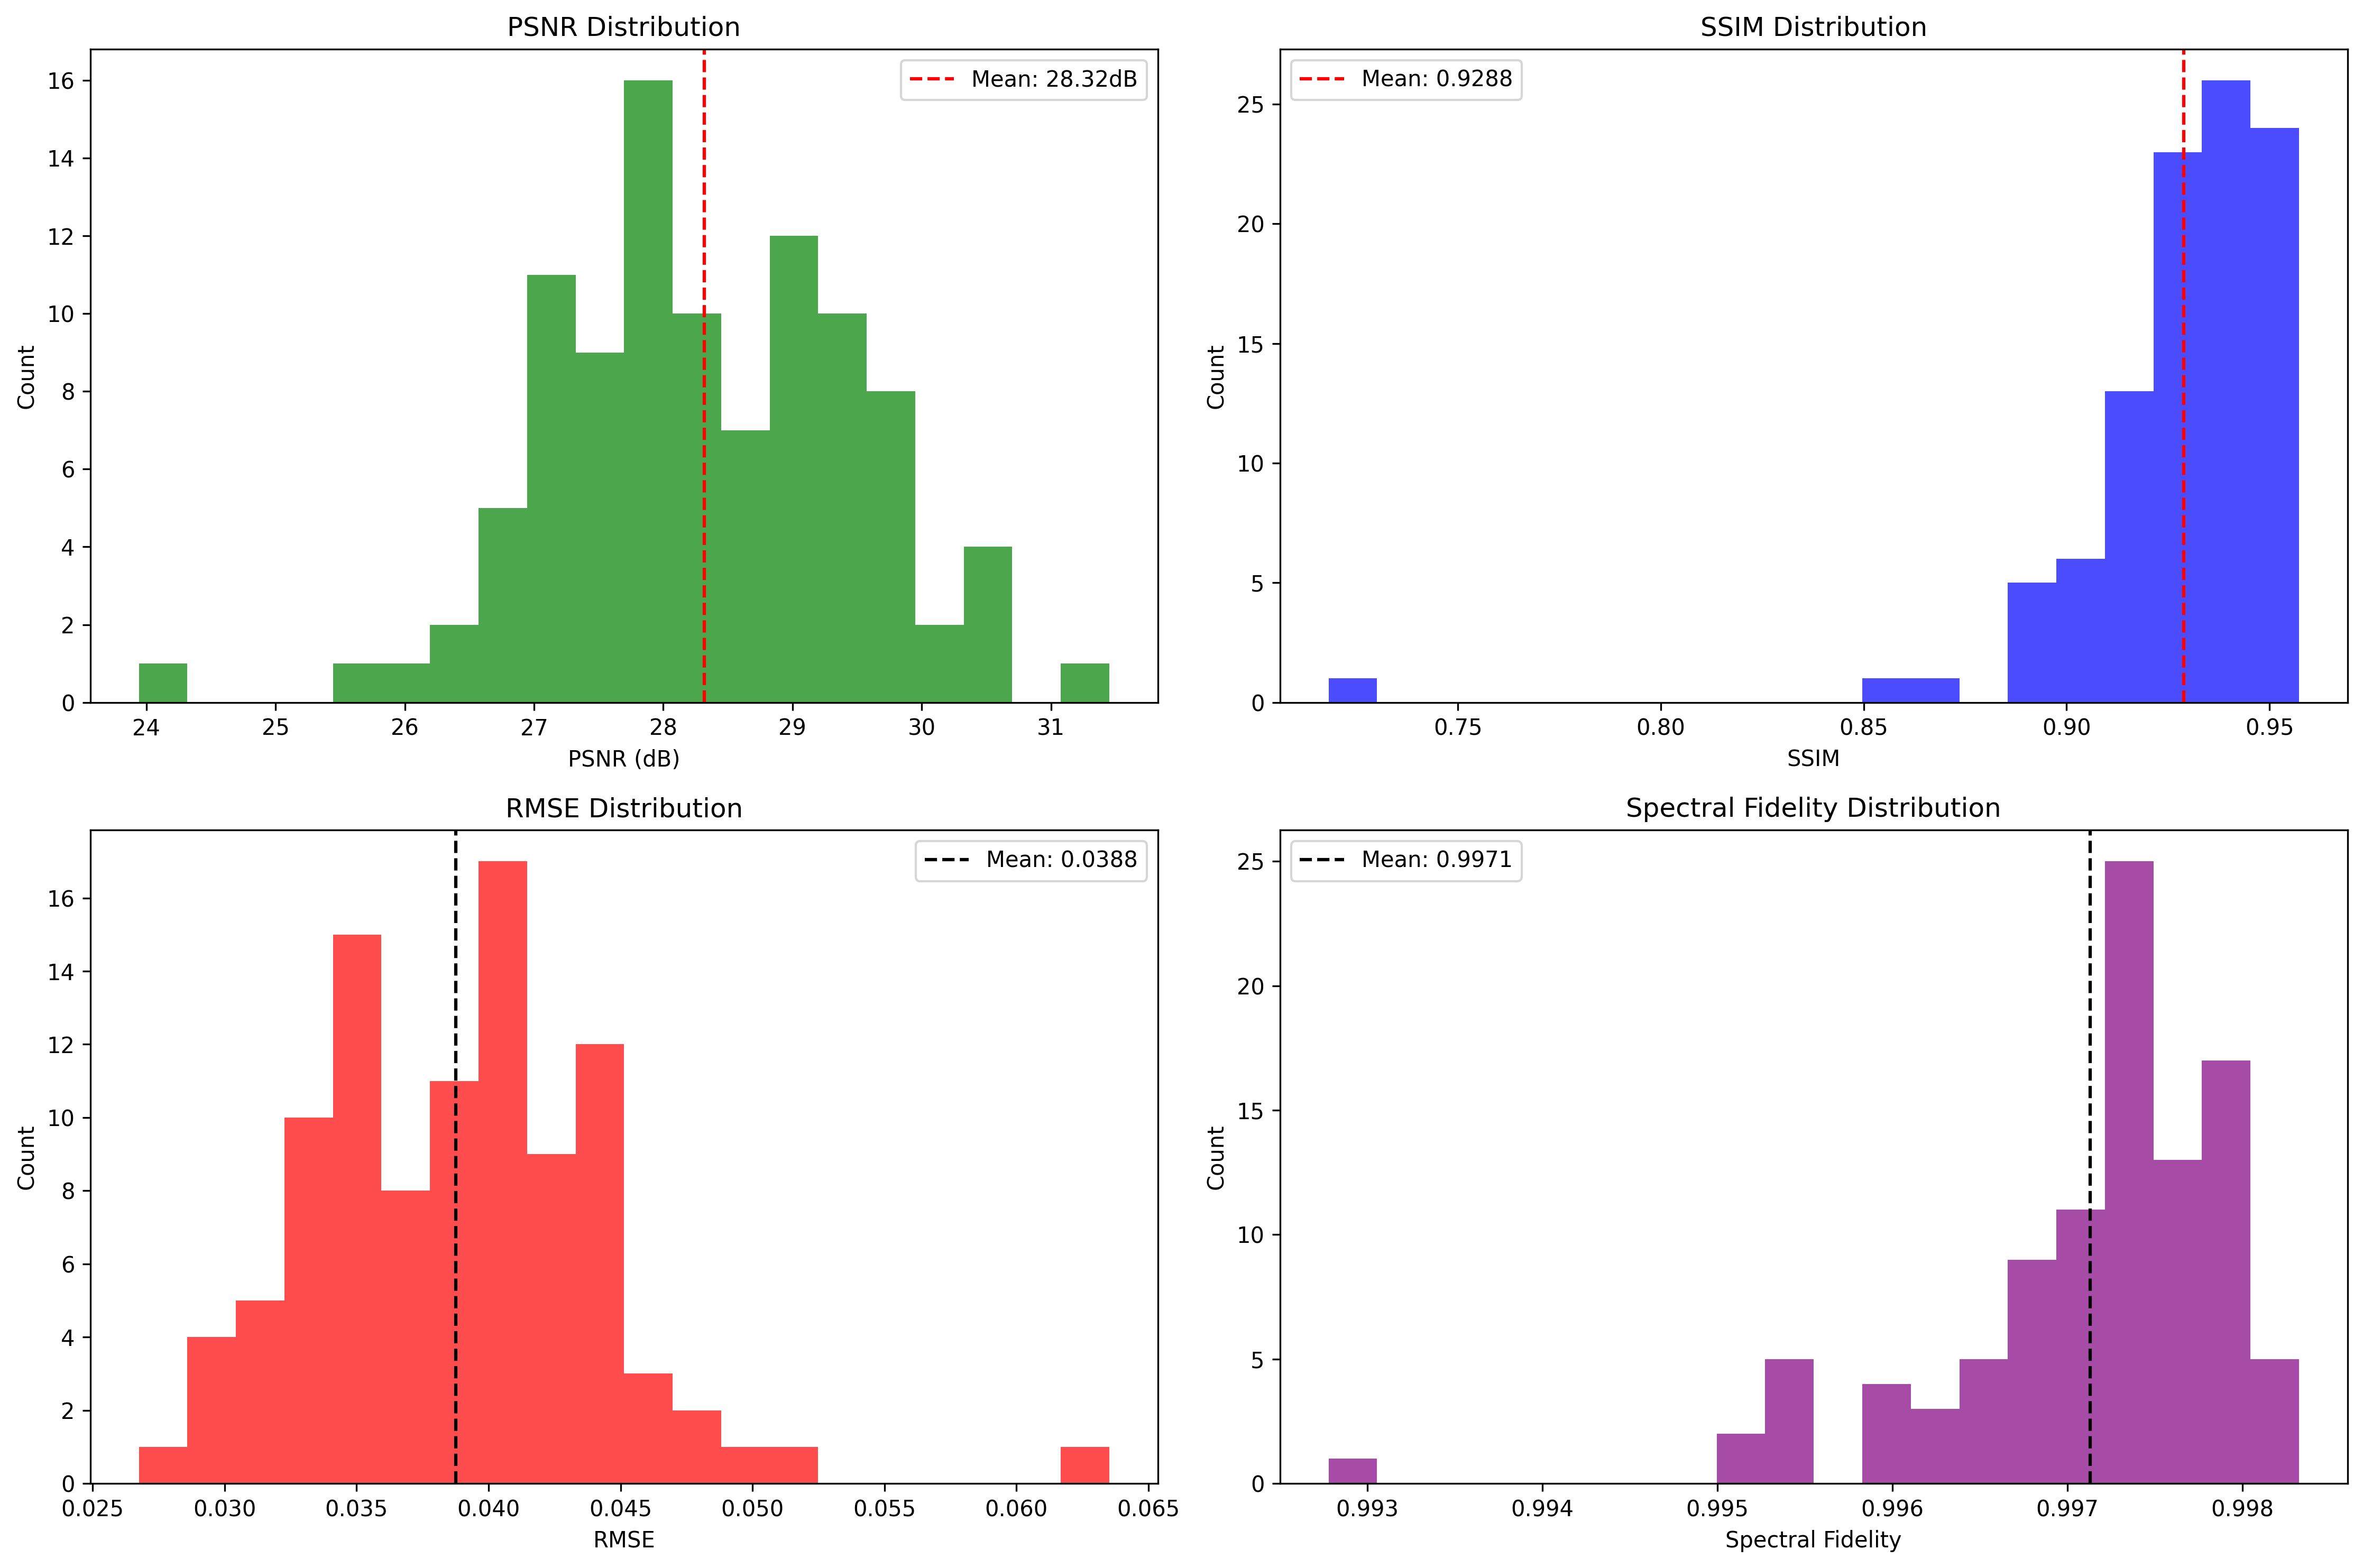 PSNR Distribution
Mean: 28.32dB
16
14
12
10
8
6
4
2
0
Count
24 25 26 27 28 29 30 31
PSNR (dB)
SSIM Distribution
Mean: 0.9288
25
20
15
10
5
0
Count
0.75 0.80 0.85 0.90 0.95
SSIM
RMSE Distribution
Mean: 0.0388
16
14
12
10
8
6
4
2
0
Count
0.025 0.030 0.035 0.040 0.045 0.050 0.055 0.060 0.065
RMSE
Spectral Fidelity Distribution
Mean: 0.9971
25
20
15
10
5
0
Count
0.993 0.994 0.995 0.996 0.997 0.998
Spectral Fidelity